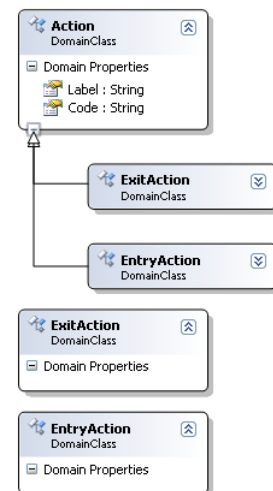 Action
DomainClass
Domain Properties
Label : String
Code : String
ExitAction
DomainClass
EntryAction
DomainClass
ExitAction
DomainClass
Domain Properties
EntryAction
DomainClass
Domain Properties